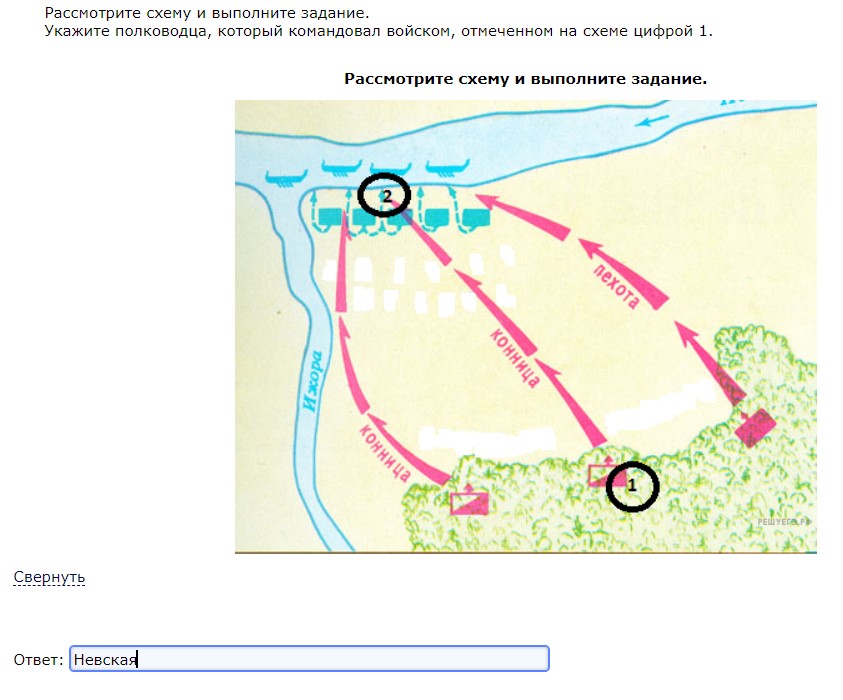 Рассмотрите схему и выполните задание.
Укажите полководца, который командовал войском, отмеченном на схеме цифрой 1.
Рассмотрите схему и выполните задание.
2
пехота
конница
Ижора
конница
1
РЕШУЕГЭ.РФ
Свернуть
Ответ: Невская